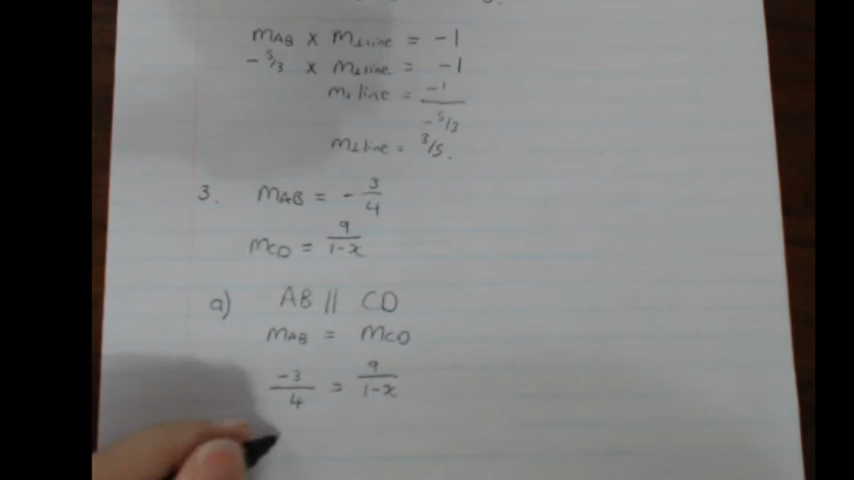 mAB x m⊥line = -1
-5/3 x m⊥line = -1
m⊥line = -1/-5/3
m⊥line = 3/5.
3. mAB = -3/4
mCD = 9/1-x
a) AB || CD
mAB = mCD
-3/4 = 9/1-x